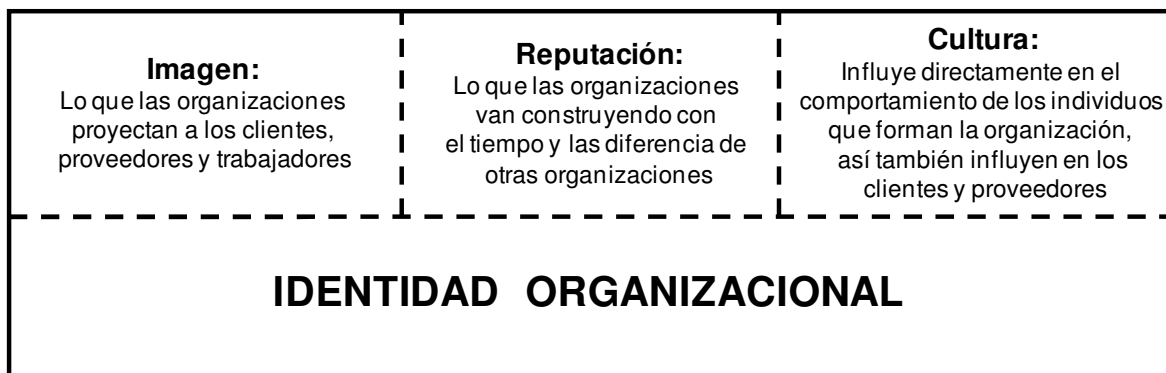 Imagen:
Lo que las organizaciones
proyectan a los clientes,
proveedores y trabajadores
Reputación:
Lo que las organizaciones
van construyendo con
el tiempo y las diferencia de
otras organizaciones
Cultura:
Influye directamente en el
comportamiento de los individuos
que forman la organización,
así también influyen en los
clientes y proveedores
IDENTIDAD ORGANIZACIONAL